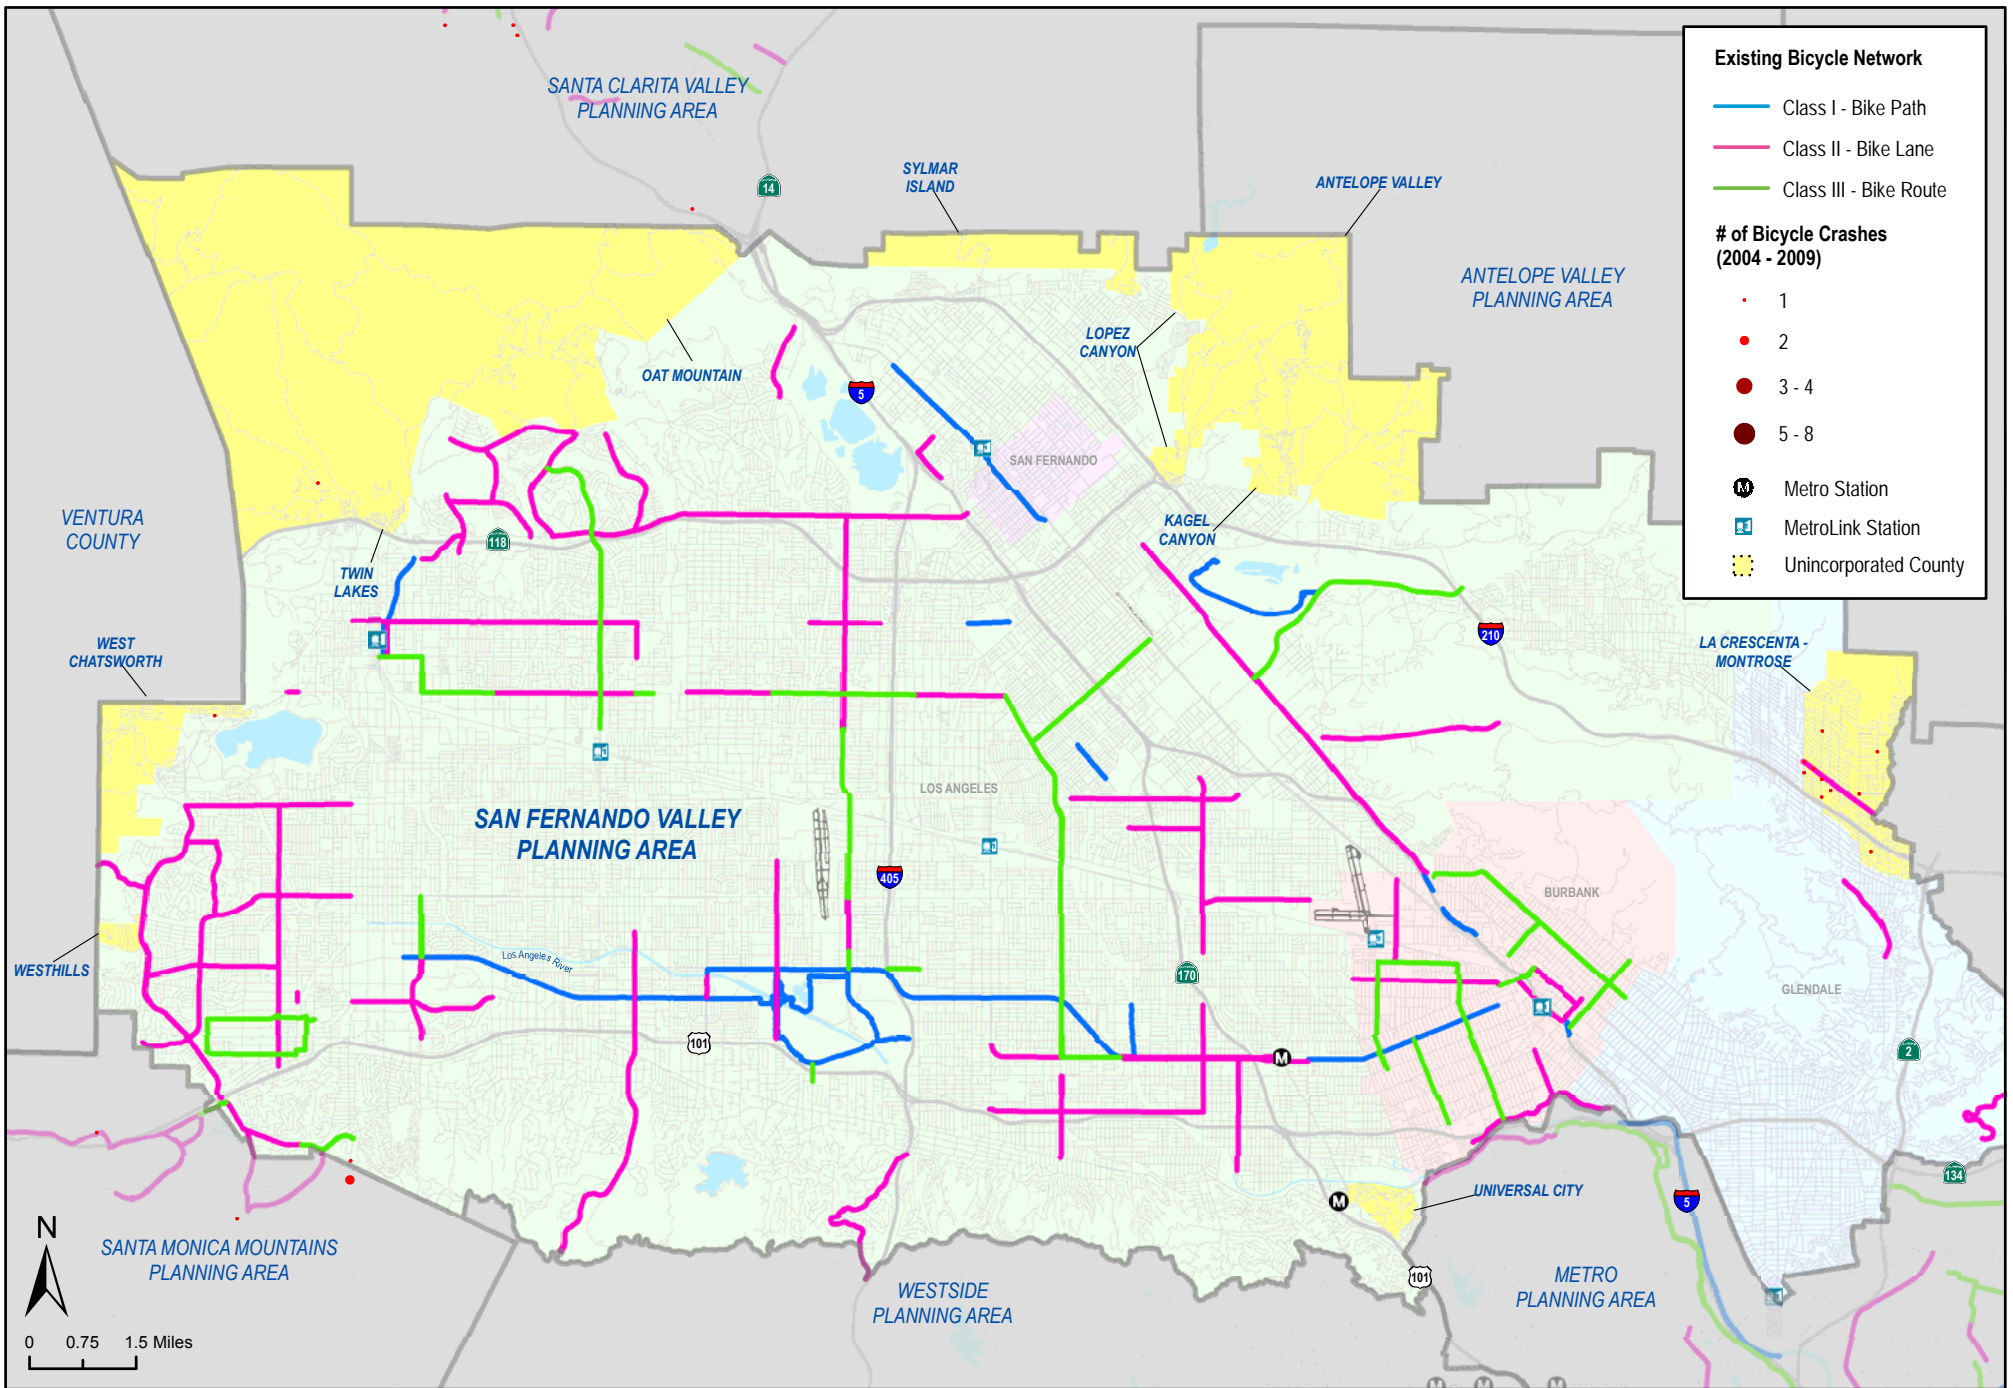 Existing Bicycle Network
Class I - Bike Path
Class II - Bike Lane
Class III - Bike Route
# of Bicycle Crashes
(2004 - 2009)
1
2
3 - 4
5 - 8
M
Metro Station
MetroLink Station
Unincorporated County
SANTA CLARITA VALLEY
PLANNING AREA
14
SYLMAR
ISLAND
ANTELOPE VALLEY
ANTELOPE VALLEY
PLANNING AREA
LOPEZ
CANYON
OAT MOUNTAIN
5
SAN FERNANDO
VENTURA
COUNTY
118
KAGEL
CANYON
TWIN
LAKES
210
WEST
CHATSWORTH
LA CRESCENTA -
MONTROSE
LOS ANGELES
SAN FERNANDO VALLEY
PLANNING AREA
405
BURBANK
WESTHILLS
Los Angeles River
170
GLENDALE
101
2
M
134
UNIVERSAL CITY
M
5
N
SANTA MONICA MOUNTAINS
PLANNING AREA
101
METRO
PLANNING AREA
WESTSIDE
PLANNING AREA
0 0.75 1.5 Miles
M M M